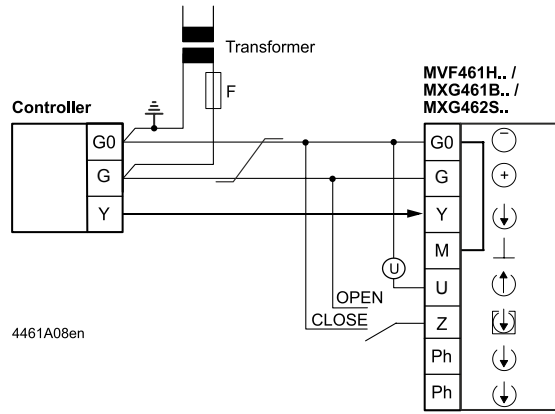 Transformer
F
MVF461H.. /
MXG461B.. /
MXG462S..
Controller
G0
G
Y
G0
G
Y
M
U
Z
Ph
Ph
U
OPEN
CLOSE
4461A08en